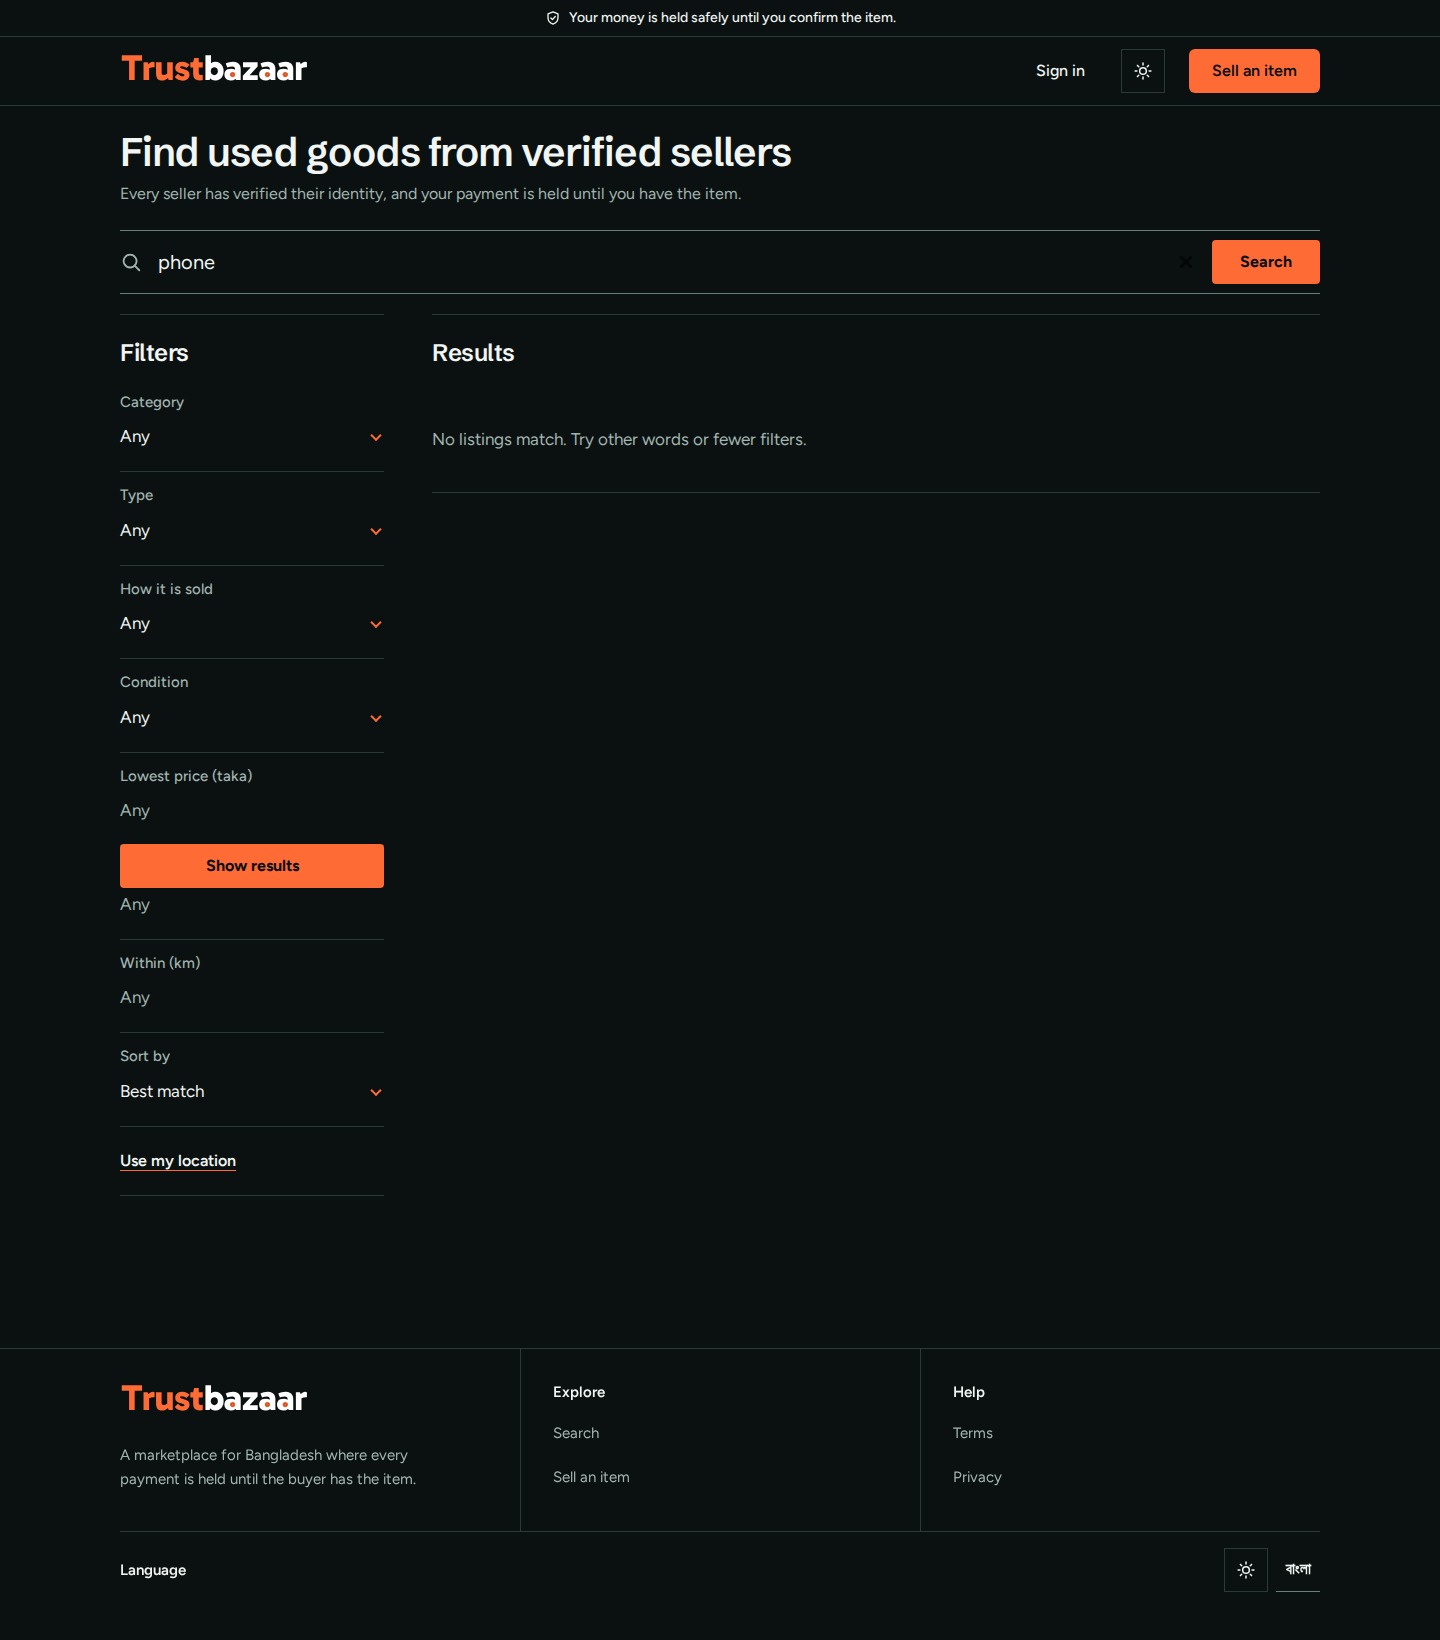 Your money is held safely until you confirm the item.
Trustbazaar
Sign in
Sell an item
Find used goods from verified sellers
Every seller has verified their identity, and your payment is held until you have the item.
phone
Search
Filters
Category
Any
Type
Any
How it is sold
Any
Condition
Any
Lowest price (taka)
Any
Show results
Any
Within (km)
Any
Sort by
Best match
Use my location
Results
No listings match. Try other words or fewer filters.
Trustbazaar
A marketplace for Bangladesh where every
payment is held until the buyer has the item.
Explore
Search
Sell an item
Help
Terms
Privacy
Language
বাংলা